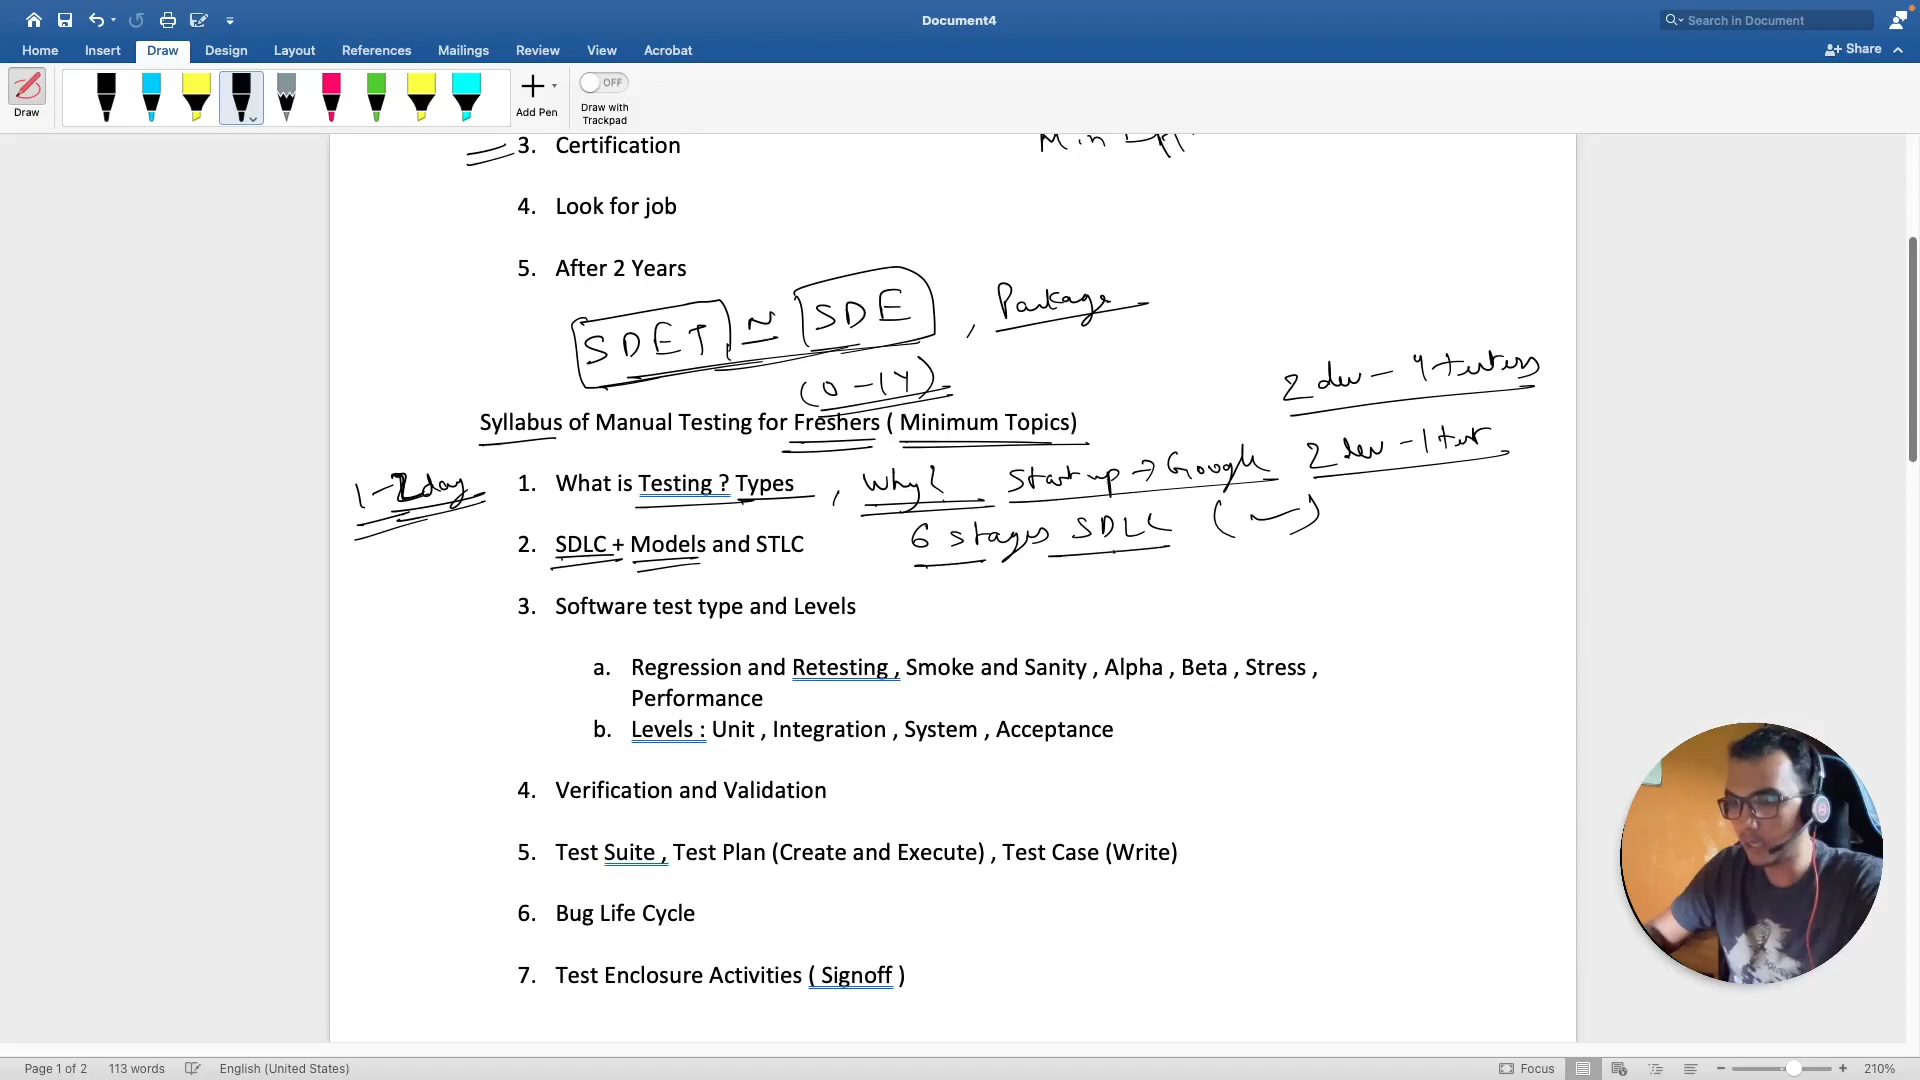 Document4
Search in Document
Home Insert Draw Design Layout References Mailings Review View Acrobat
Share
Draw
Add Pen
OFF
Draw with Trackpad
3. Certification
4. Look for job
5. After 2 Years
SDET ~ SDE , Package
(0-1Y)
2 dev - 4 testers
Syllabus of Manual Testing for Freshers ( Minimum Topics)
2 dev - 1 test
1-2 day
1. What is Testing ? Types , Why? Start up → Google
6 stages SDLC
2. SDLC + Models and STLC
3. Software test type and Levels
a. Regression and Retesting , Smoke and Sanity , Alpha , Beta , Stress ,
Performance
b. Levels : Unit , Integration , System , Acceptance
4. Verification and Validation
5. Test Suite , Test Plan (Create and Execute) , Test Case (Write)
6. Bug Life Cycle
7. Test Enclosure Activities ( Signoff )
Page 1 of 2 113 words English (United States) Focus 210%